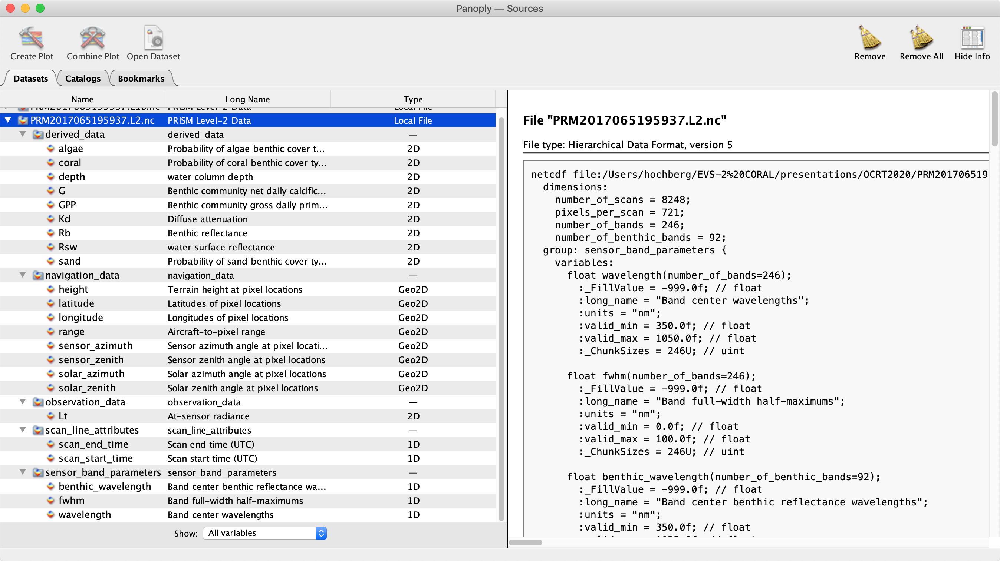 Panoply — Sources
Create Plot Combine Plot Open Dataset Remove Remove All Hide Info
Datasets Catalogs Bookmarks
Name Long Name Type
PRM2017065195937.L2.nc PRISM Level-2 Data Local File
derived_data derived_data —
algae Probability of algae benthic cover t... 2D
coral Probability of coral benthic cover ty... 2D
depth water column depth 2D
G Benthic community net daily calcific... 2D
GPP Benthic community gross daily prim... 2D
Kd Diffuse attenuation 2D
Rb Benthic reflectance 2D
Rsw water surface reflectance 2D
sand Probability of sand benthic cover ty... 2D
navigation_data navigation_data —
height Terrain height at pixel locations Geo2D
latitude Latitudes of pixel locations Geo2D
longitude Longitudes of pixel locations Geo2D
range Aircraft-to-pixel range Geo2D
sensor_azimuth Sensor azimuth angle at pixel locati... Geo2D
sensor_zenith Sensor zenith angle at pixel locations Geo2D
solar_azimuth Solar azimuth angle at pixel locations Geo2D
solar_zenith Solar zenith angle at pixel locations Geo2D
observation_data observation_data —
Lt At-sensor radiance 2D
scan_line_attributes scan_line_attributes —
scan_end_time Scan end time (UTC) 1D
scan_start_time Scan start time (UTC) 1D
sensor_band_parameters sensor_band_parameters —
benthic_wavelength Band center benthic reflectance wa... 1D
fwhm Band full-width half-maximums 1D
wavelength Band center wavelengths 1D
Show: All variables
File "PRM2017065195937.L2.nc"
File type: Hierarchical Data Format, version 5
netcdf file:/Users/hochberg/EVS-2%20CORAL/presentations/OCRT2020/PRM201706519
dimensions:
number_of_scans = 8248;
pixels_per_scan = 721;
number_of_bands = 246;
number_of_benthic_bands = 92;
group: sensor_band_parameters {
variables:
float wavelength(number_of_bands=246);
:_FillValue = -999.0f; // float
:long_name = "Band center wavelengths";
:units = "nm";
:valid_min = 350.0f; // float
:valid_max = 1050.0f; // float
:_ChunkSizes = 246U; // uint
float fwhm(number_of_bands=246);
:_FillValue = -999.0f; // float
:long_name = "Band full-width half-maximums";
:units = "nm";
:valid_min = 0.0f; // float
:valid_max = 100.0f; // float
:_ChunkSizes = 246U; // uint
float benthic_wavelength(number_of_benthic_bands=92);
:_FillValue = -999.0f; // float
:long_name = "Band center benthic reflectance wavelengths";
:units = "nm";
:valid_min = 350.0f; // float